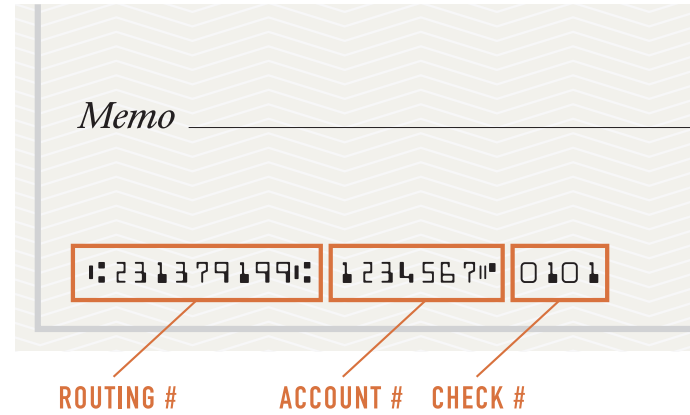 Memo
⑆231379199⑆ 1234567⑈ 0101
ROUTING # ACCOUNT # CHECK #